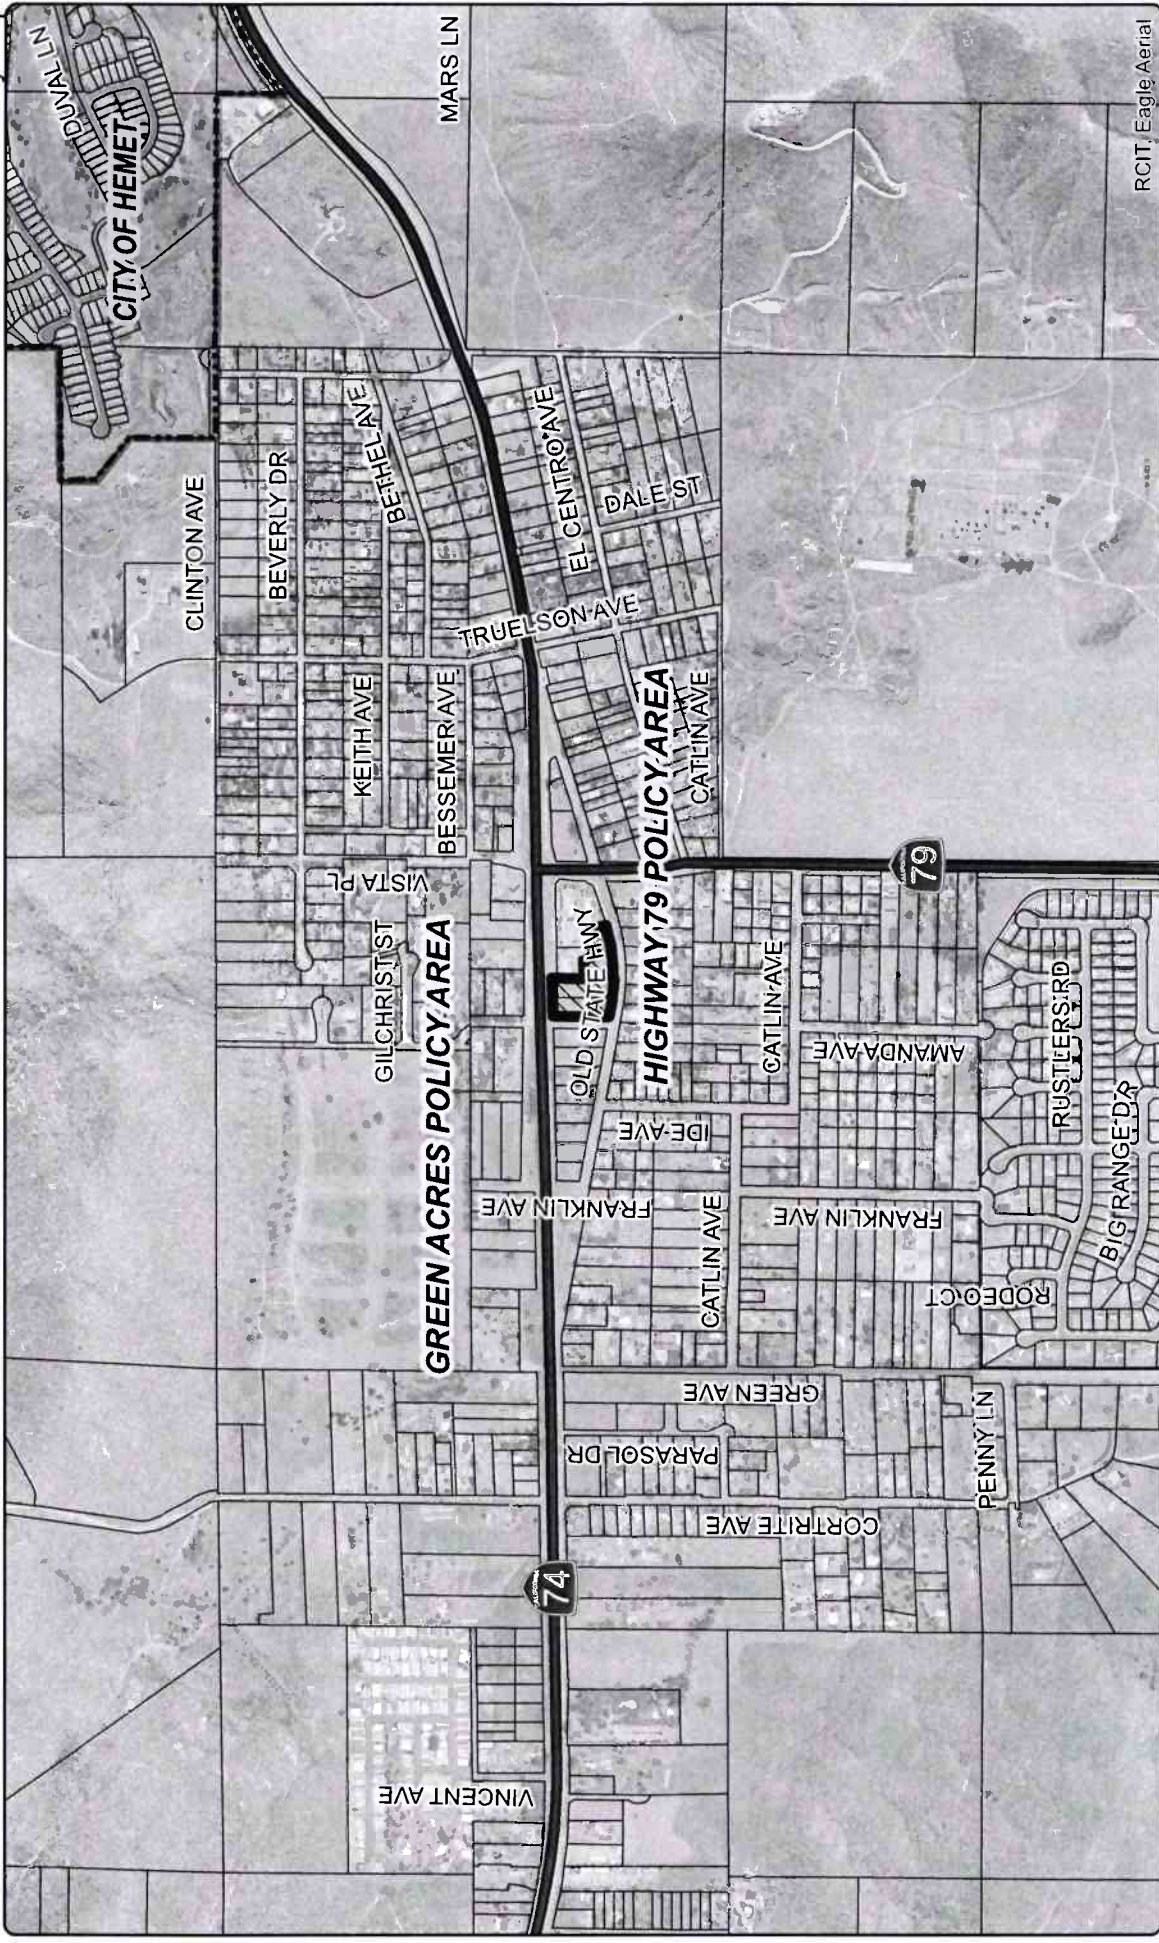 DUVAL LN
CITY OF HEMET
MARS LN
CLINTON AVE
BEVERLY DR
BETHEL AVE
EL CENTRO AVE
DALE ST
TRUELSON AVE
KEITH AVE
BESSEMER AVE
CATLIN AVE
VISTA PL
GILCHRIST ST
GREEN ACRES POLICY AREA
OLD STATE HWY
HIGHWAY 79 POLICY AREA
CALIFORNIA
79
CATLIN AVE
AMANDA AVE
RUSTLERS RD
BIG RANGE DR
IDE AVE
FRANKLIN AVE
FRANKLIN AVE
CATLIN AVE
RODEO CT
GREEN AVE
PARASOL DR
PENNY LN
CORTRITE AVE
CALIFORNIA
74
VINCENT AVE
RCIT, Eagle Aerial